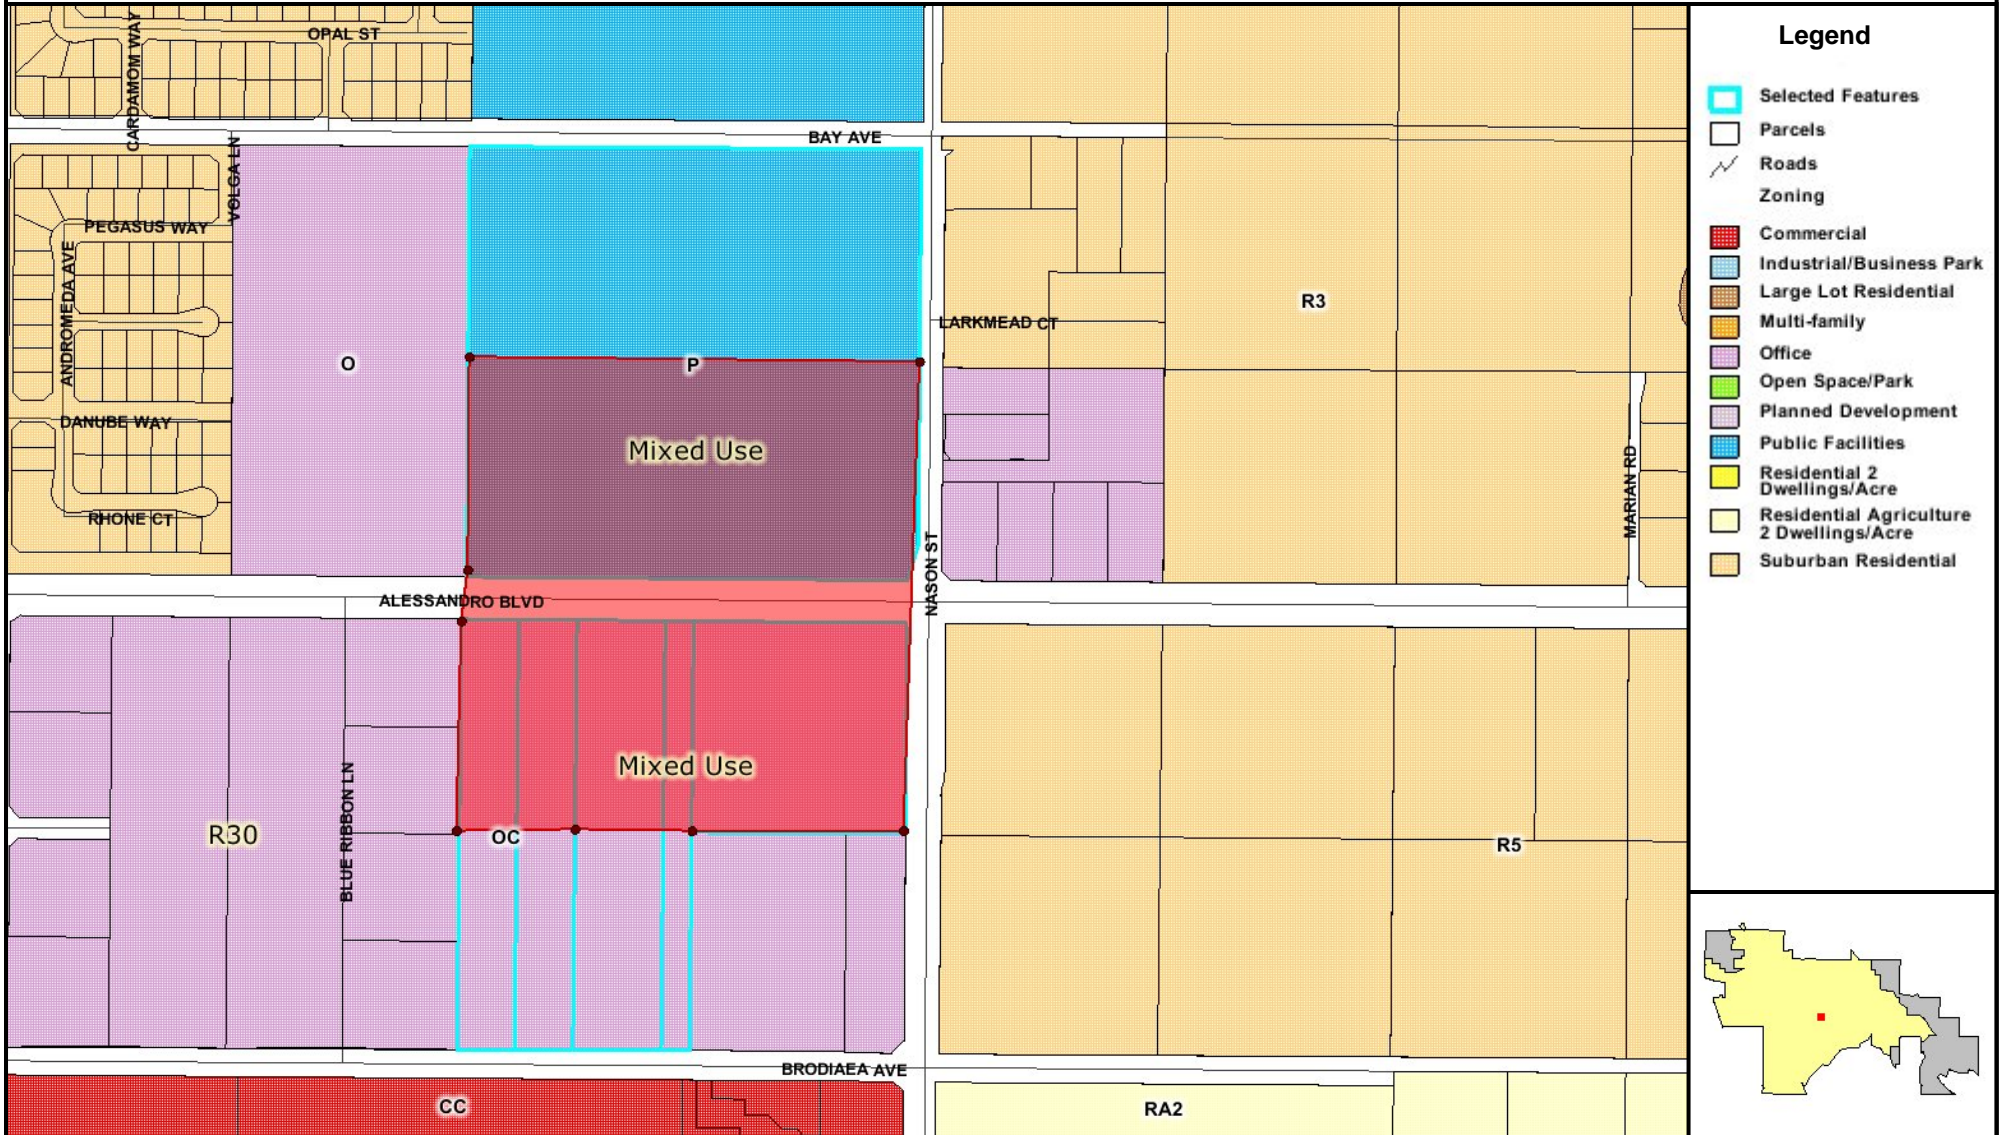 OPAL ST
CARDAMOM WAY
BAY AVE
VOLGA LN
PEGASUS WAY
ANDROMEDA AVE
LARKMEAD CT
R3
O
P
DANUBE WAY
Mixed Use
MARIAN RD
RHONE CT
NASON ST
ALESSANDRO BLVD
Mixed Use
BLUE RIBBON LN
R30
OC
R5
BRODIAEA AVE
CC
RA2
Legend
Selected Features
Parcels
Roads
Zoning
Commercial
Industrial/Business Park
Large Lot Residential
Multi-family
Office
Open Space/Park
Planned Development
Public Facilities
Residential 2
Dwellings/Acre
Residential Agriculture
2 Dwellings/Acre
Suburban Residential